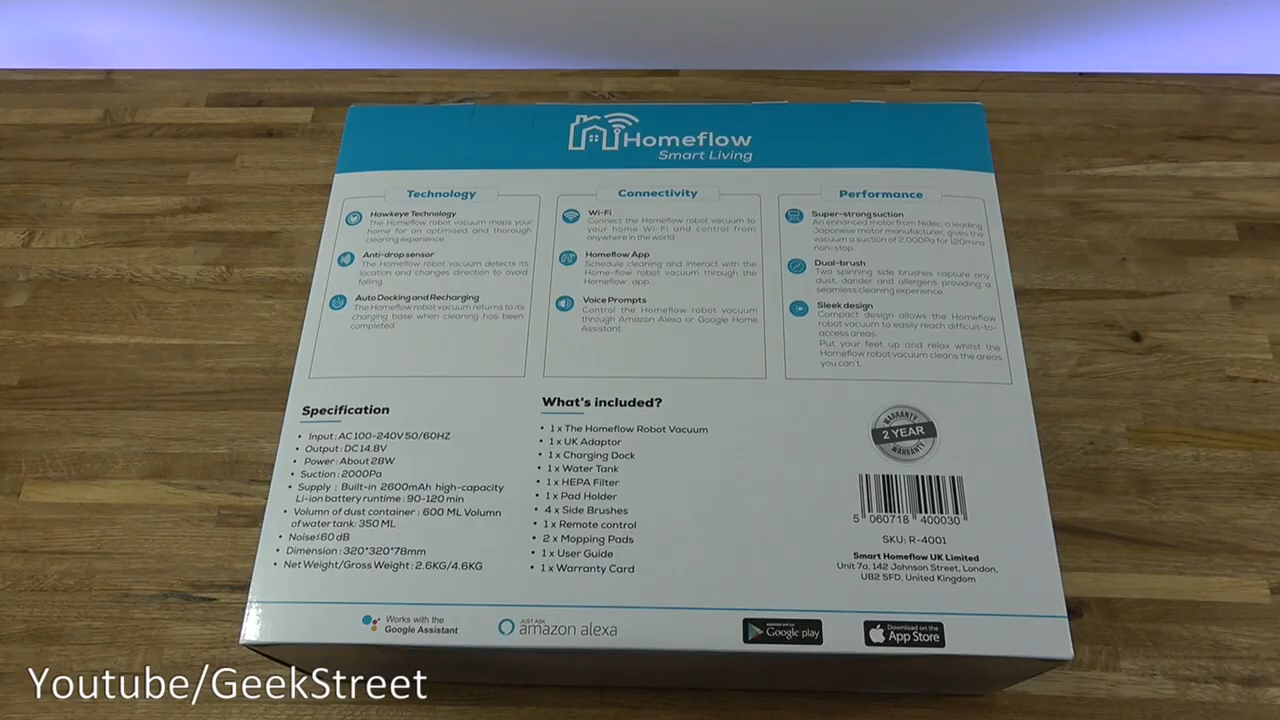 Homeflow
Smart Living
Technology
Hawkeye Technology
The Homeflow robot vacuum maps your
home for an optimised and thorough
cleaning experience.
Anti-drop sensor
The Homeflow robot vacuum detects its
location and changes direction to avoid
falling.
Auto Docking and Recharging
The Homeflow robot vacuum returns to its
charging base when cleaning has been
completed.
Connectivity
Wi-Fi
Connect the Homeflow robot vacuum to
your home Wi-Fi and control from
anywhere in the world.
Homeflow App
Schedule cleaning and interact with the
Home-flow robot vacuum through the
Homeflow app.
Voice Prompts
Control the Homeflow robot vacuum
through Amazon Alexa or Google Home
Assistant.
Performance
Super-strong suction
An enhanced motor from Nidec, a leading
Japanese motor manufacturer, gives the
vacuum a suction of 2,000Pa for 120mins
non-stop.
Dual-brush
Two spinning side brushes capture any
dust, dander and allergens providing a
seamless cleaning experience.
Sleek design
Compact design allows the Homeflow
robot vacuum to easily reach difficult-to-
access areas.
Put your feet up and relax whilst the
Homeflow robot vacuum cleans the areas
you can't.
Specification
• Input : AC 100-240V 50/60HZ
• Output : DC 14.8V
• Power : About 28W
• Suction : 2000Pa
• Supply : Built-in 2600mAh high-capacity
Li-ion battery runtime : 90-120 min
• Volumn of dust container : 600 ML Volumn
of water tank: 350 ML
• Noise≤60 dB
• Dimension : 320*320*78mm
• Net Weight/Gross Weight : 2.6KG/4.6KG
What's included?
• 1 x The Homeflow Robot Vacuum
• 1 x UK Adaptor
• 1 x Charging Dock
• 1 x Water Tank
• 1 x HEPA Filter
• 1 x Pad Holder
• 4 x Side Brushes
• 1 x Remote control
• 2 x Mopping Pads
• 1 x User Guide
• 1 x Warranty Card
WARRANTY
2 YEAR
WARRANTY
5 060718 400030
SKU: R-4001
Smart Homeflow UK Limited
Unit 7a, 142 Johnson Street, London,
UB2 5FD, United Kingdom
Works with the
Google Assistant
JUST ASK
amazon alexa
ANDROID APP ON
Google play
Download on the
App Store
Youtube/GeekStreet